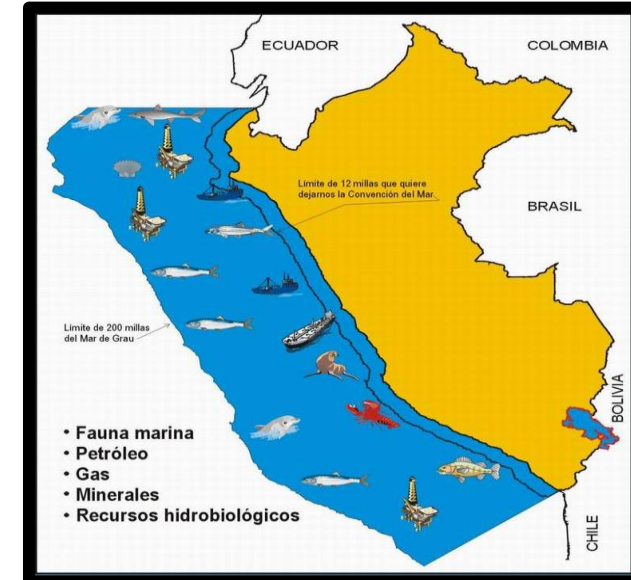 ECUADOR
COLOMBIA
Límite de 12 millas que quiere
dejarnos la Convención del Mar
BRASIL
Límite de 200 millas
del Mar de Grau
BOLIVIA
• Fauna marina
• Petróleo
• Gas
• Minerales
• Recursos hidrobiológicos
CHILE